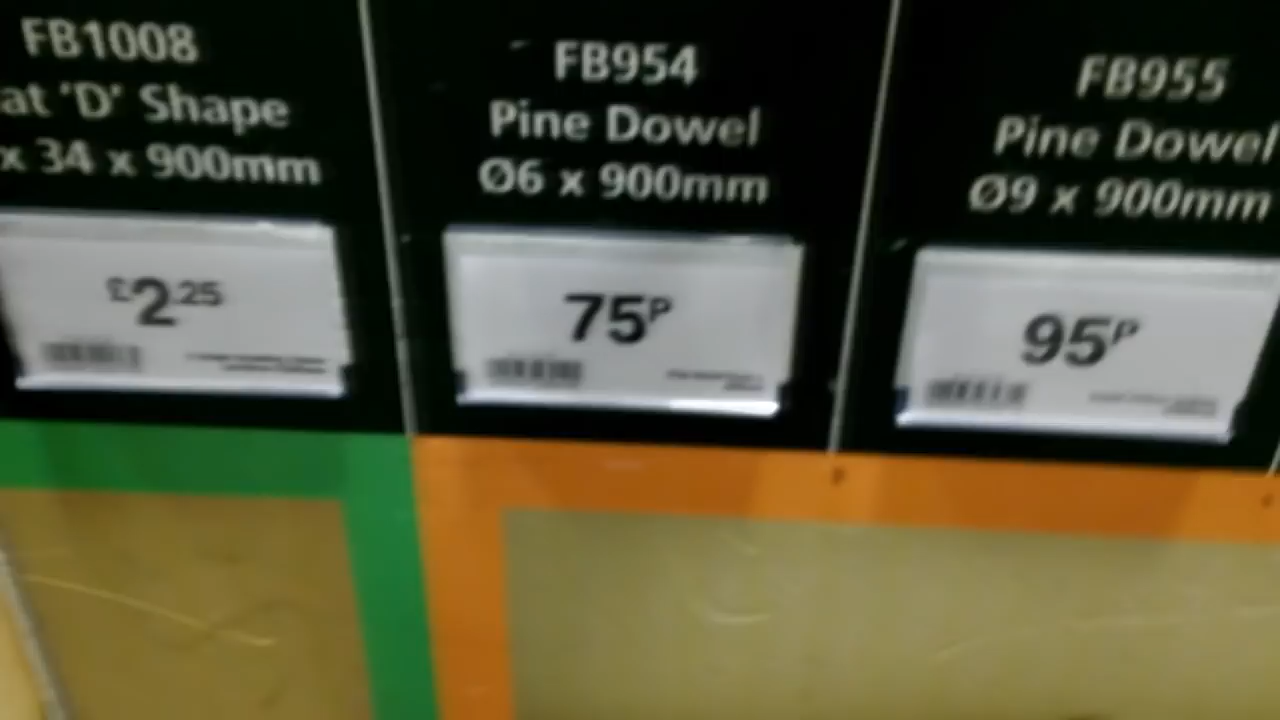 FB1008
at 'D' Shape
x 34 x 900mm
£2.25
FB954
Pine Dowel
Ø6 x 900mm
75P
FB955
Pine Dowel
Ø9 x 900mm
95P